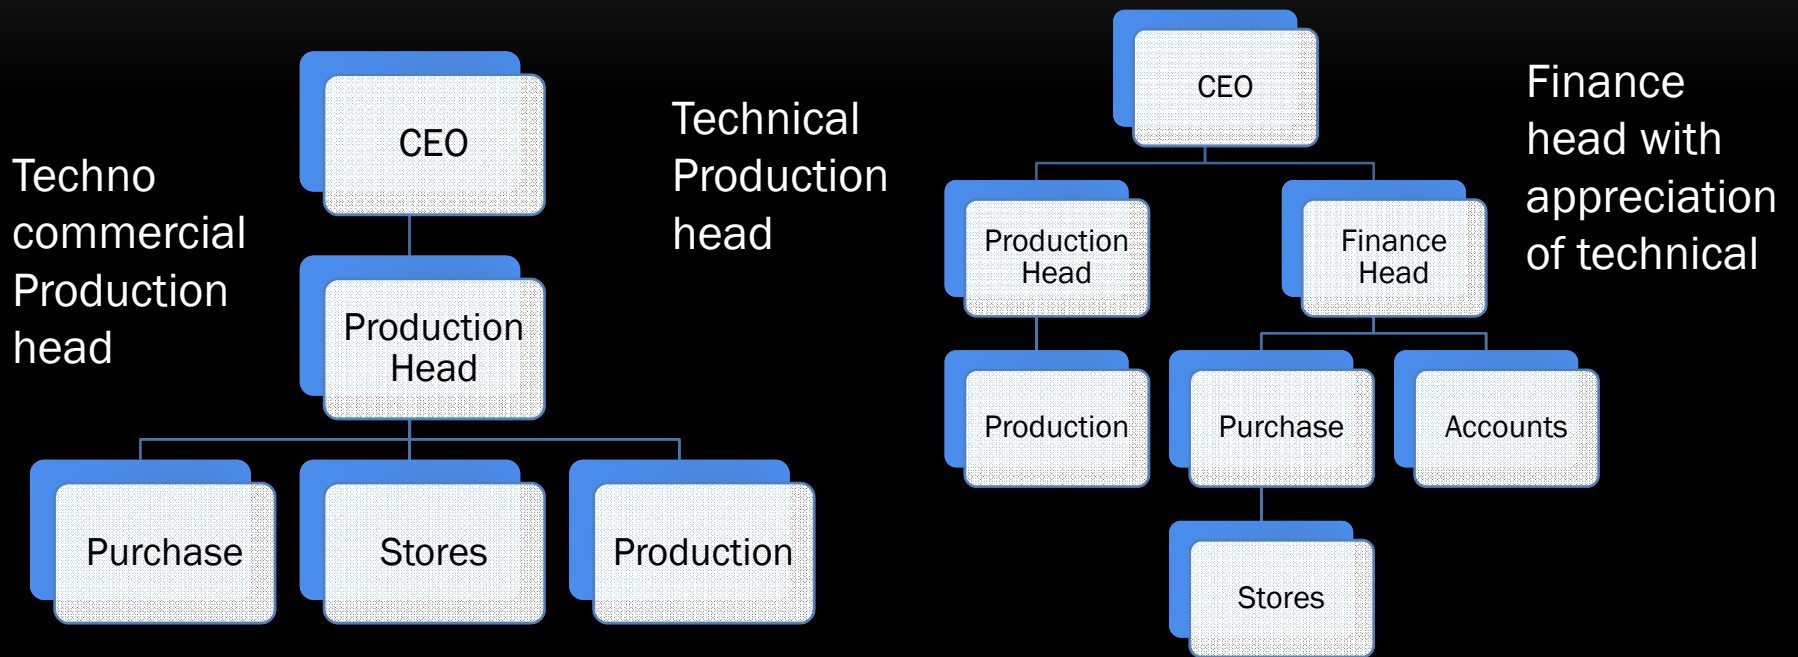 Techno
commercial
Production
head
CEO
Production
Head
Purchase
Stores
Production
Technical
Production
head
CEO
Production
Head
Finance
Head
Production
Purchase
Accounts
Stores
Finance
head with
appreciation
of technical